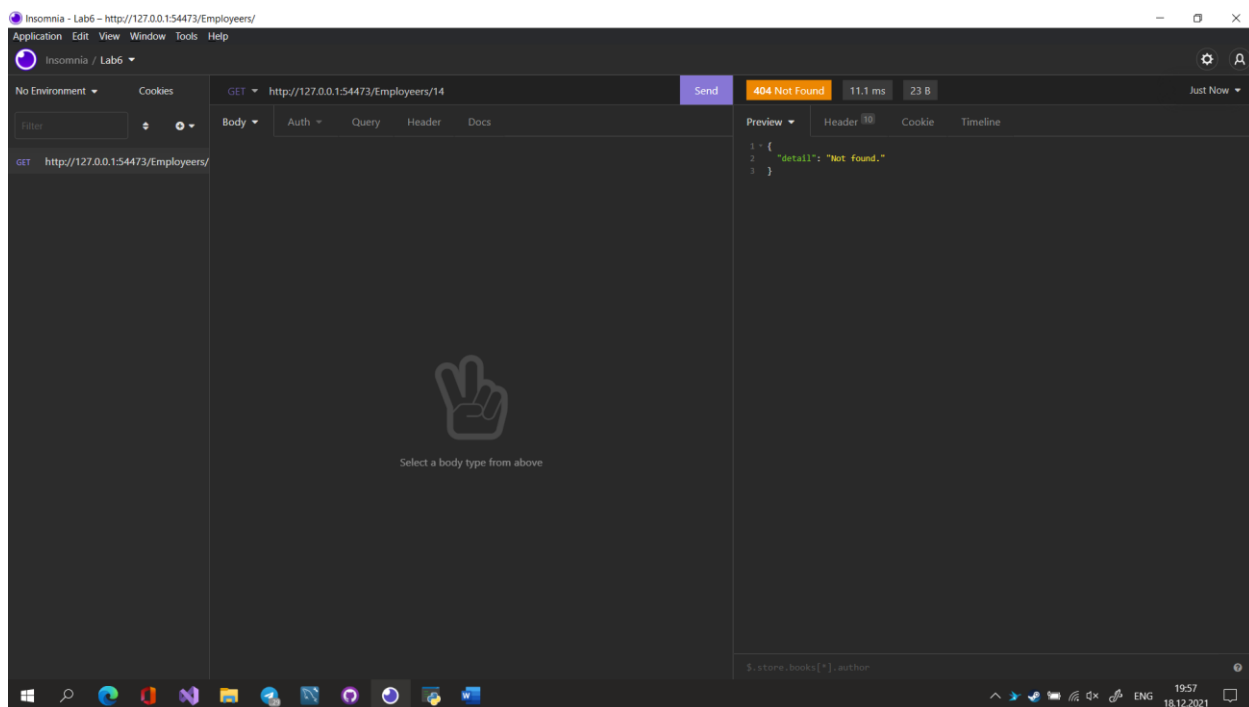 Insomnia - Lab6 – http://127.0.0.1:54473/Employeers/
Application Edit View Window Tools Help
Insomnia / Lab6
No Environment Cookies
GET http://127.0.0.1:54473/Employeers/14 Send
404 Not Found 11.1 ms 23 B Just Now
Filter
Body Auth Query Header Docs
Preview Header 10 Cookie Timeline
GET http://127.0.0.1:54473/Employeers/
1 {
2 "detail": "Not found."
3 }
Select a body type from above
$.store.books[*].author
ENG
19:57
18.12.2021